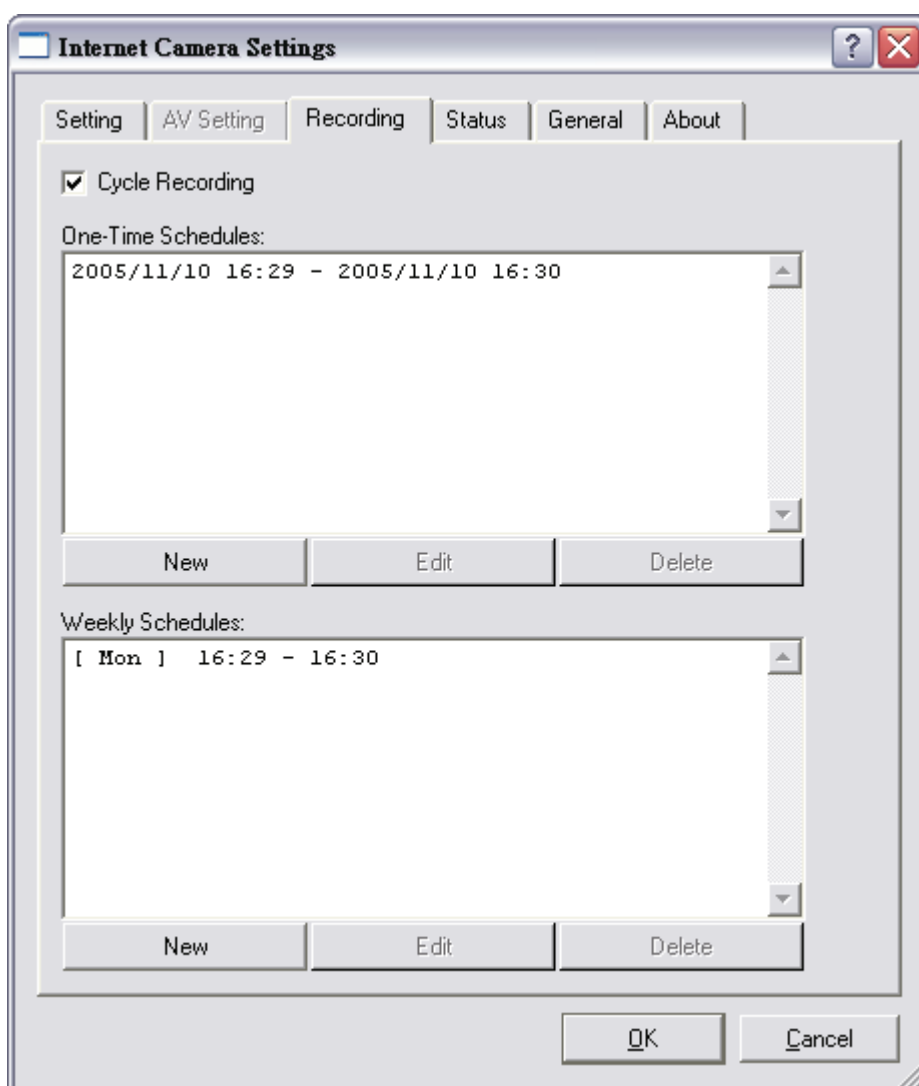 Internet Camera Settings
?
Setting AV Setting Recording Status General About
Cycle Recording
One-Time Schedules:
2005/11/10 16:29 - 2005/11/10 16:30
New Edit Delete
Weekly Schedules:
[ Mon ] 16:29 - 16:30
New Edit Delete
OK Cancel